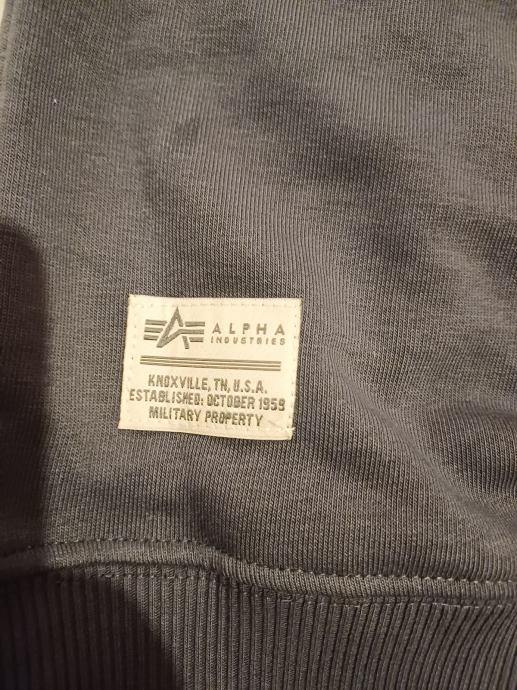 ALPHA
INDUSTRIES
KNOXVILLE, TN, U.S.A.
ESTABLISHED: OCTOBER 1959
MILITARY PROPERTY